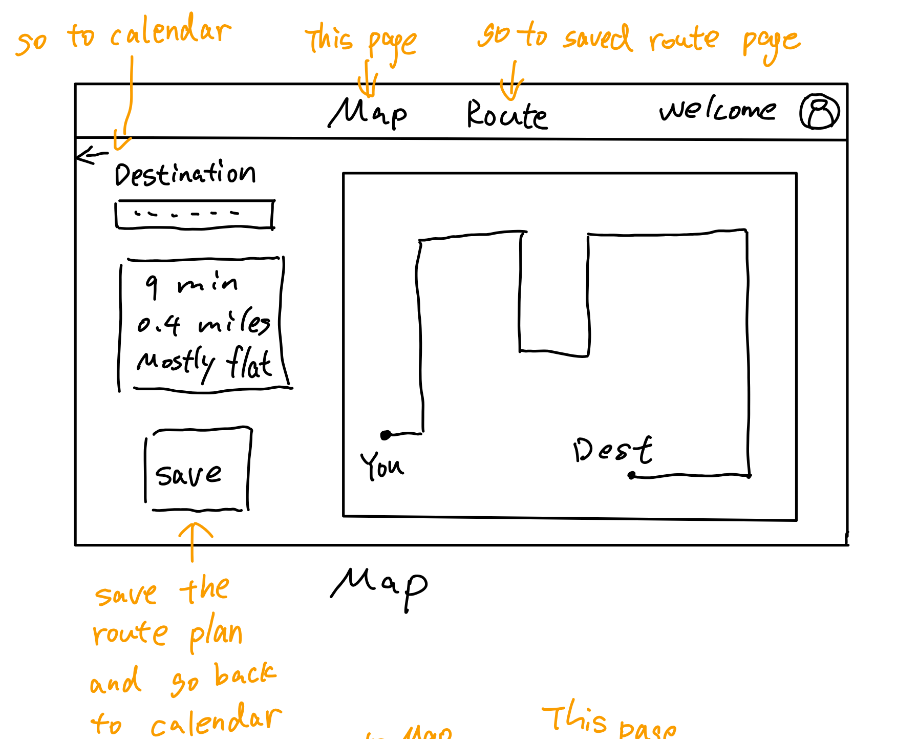 go to calendar
This page
go to saved route page
Map
Route
Welcome
Destination
9 min
0.4 miles
Mostly flat
You
Dest
save
Map
save the
route plan
and go back
to calendar
to Map
This page